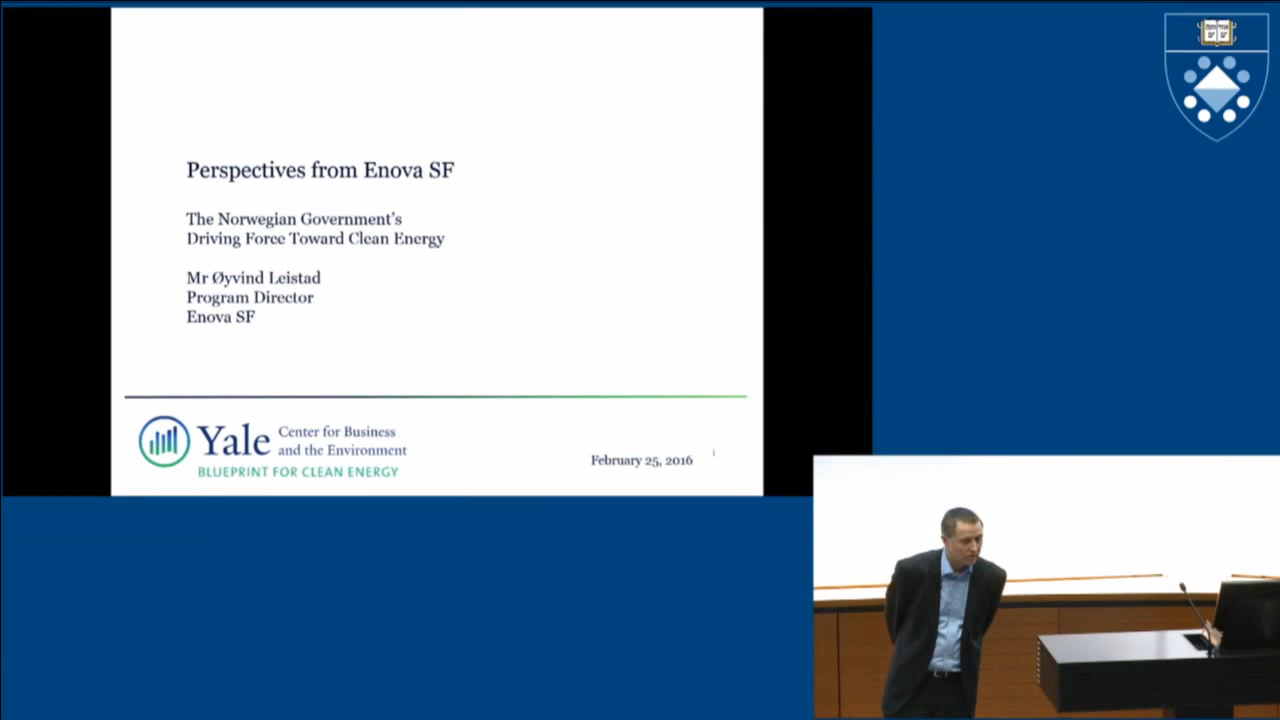 Perspectives from Enova SF
The Norwegian Government's
Driving Force Toward Clean Energy
Mr Øyvind Leistad
Program Director
Enova SF
Yale Center for Business
and the Environment
BLUEPRINT FOR CLEAN ENERGY
February 25, 2016
1